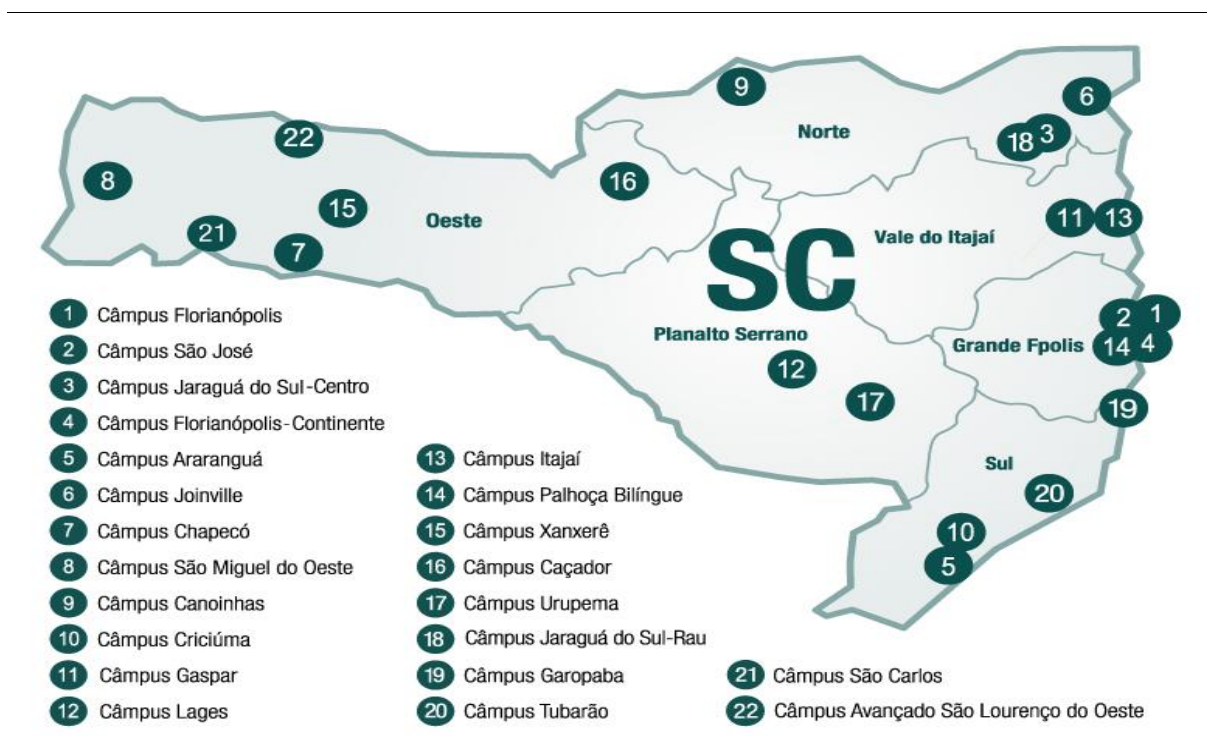 9
6
Norte
18
3
22
8
16
15
Oeste
11
13
21
7
SC
Vale do Itajaí
Planalto Serrano
2
1
Grande Fpolis
14
4
12
17
19
Sul
20
10
5
1 Câmpus Florianópolis
2 Câmpus São José
3 Câmpus Jaraguá do Sul-Centro
4 Câmpus Florianópolis-Continente
5 Câmpus Araranguá
6 Câmpus Joinville
7 Câmpus Chapecó
8 Câmpus São Miguel do Oeste
9 Câmpus Canoinhas
10 Câmpus Criciúma
11 Câmpus Gaspar
12 Câmpus Lages
13 Câmpus Itajaí
14 Câmpus Palhoça Bilíngue
15 Câmpus Xanxerê
16 Câmpus Caçador
17 Câmpus Urupema
18 Câmpus Jaraguá do Sul-Rau
19 Câmpus Garopaba
20 Câmpus Tubarão
21 Câmpus São Carlos
22 Câmpus Avançado São Lourenço do Oeste